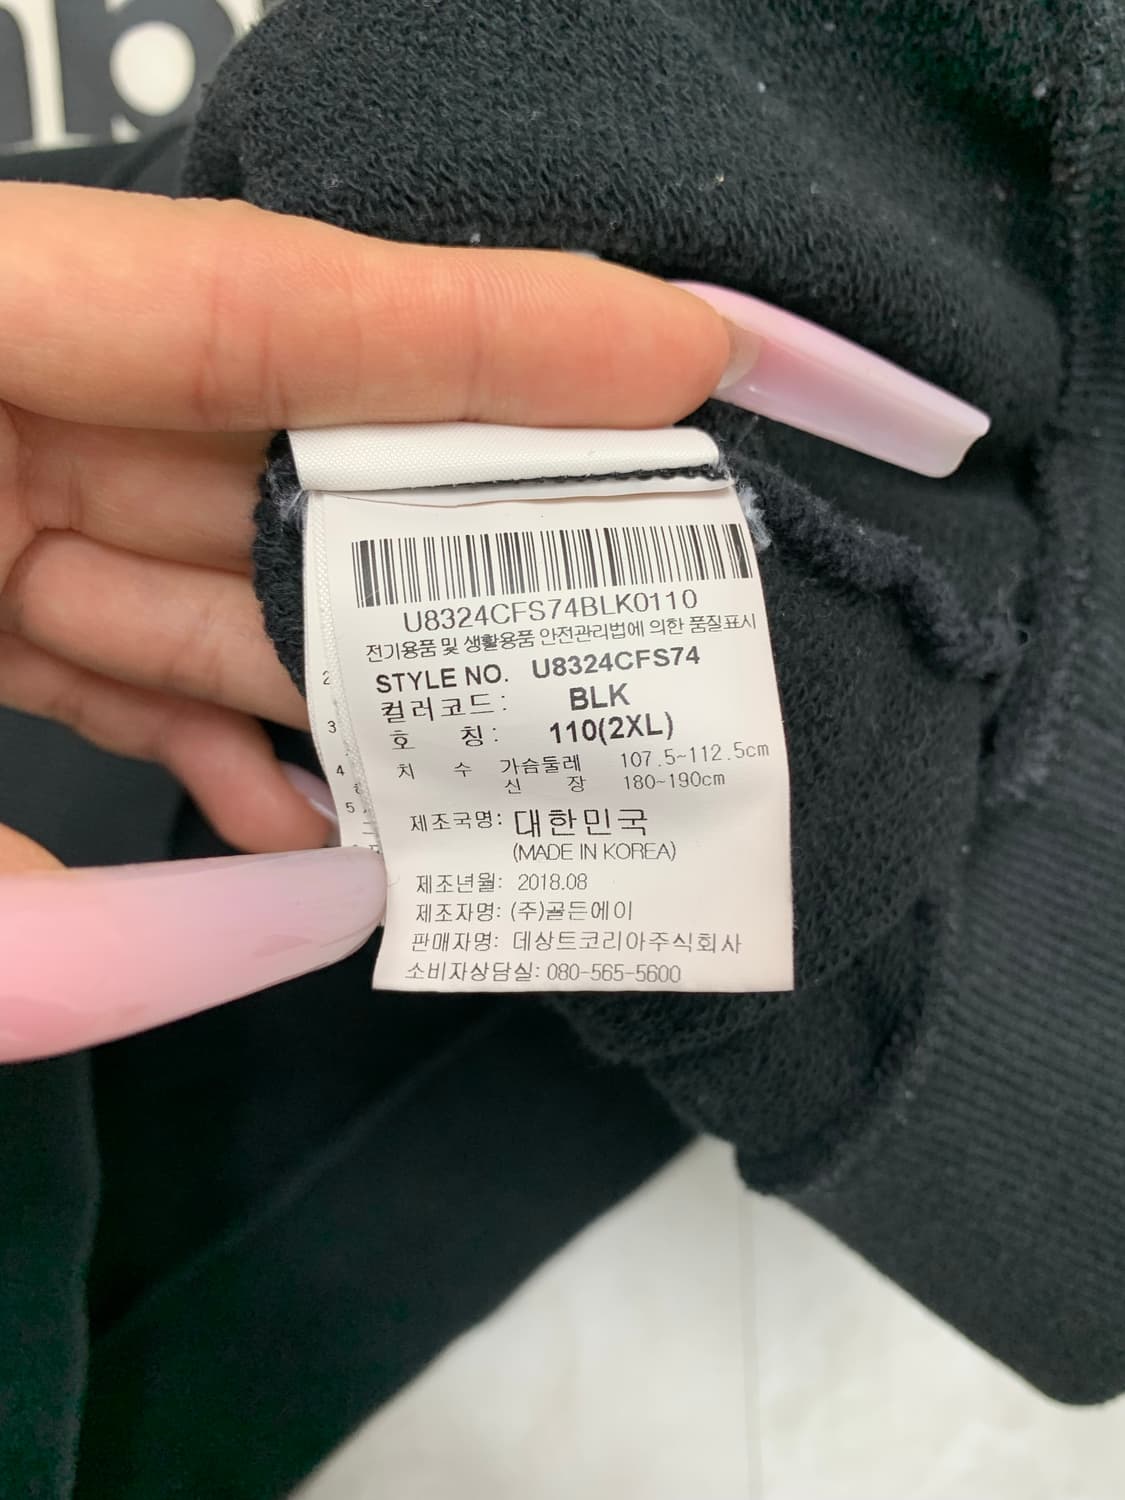 mb
U8324CFS74BLK0110
전기용품 및 생활용품 안전관리법에 의한 품질표시
STYLE NO. U8324CFS74
컬러코드: BLK
호 칭: 110(2XL)
치 수 가슴둘레 107.5~112.5cm
신 장 180~190cm
제조국명: 대한민국
(MADE IN KOREA)
제조년월: 2018.08
제조자명: (주)골든에이
판매자명: 데상트코리아주식회사
소비자상담실: 080-565-5600
2
3
4
5